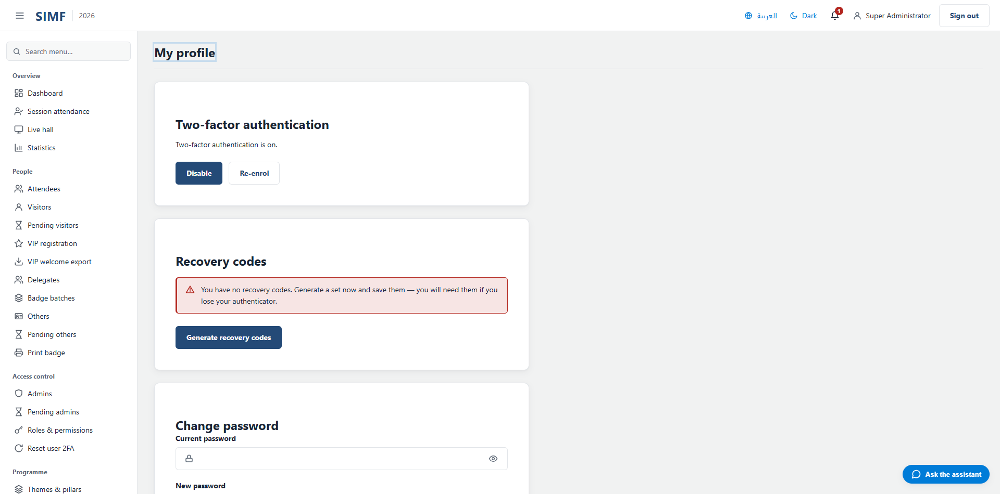 SIMF
2026
العربية
Dark
1
Super Administrator
Sign out
Search menu...
Overview
Dashboard
Session attendance
Live hall
Statistics
People
Attendees
Visitors
Pending visitors
VIP registration
VIP welcome export
Delegates
Badge batches
Others
Pending others
Print badge
Access control
Admins
Pending admins
Roles & permissions
Reset user 2FA
Programme
Themes & pillars
My profile
Two-factor authentication
Two-factor authentication is on.
Disable
Re-enrol
Recovery codes
You have no recovery codes. Generate a set now and save them — you will need them if you
lose your authenticator.
Generate recovery codes
Change password
Current password
New password
Ask the assistant